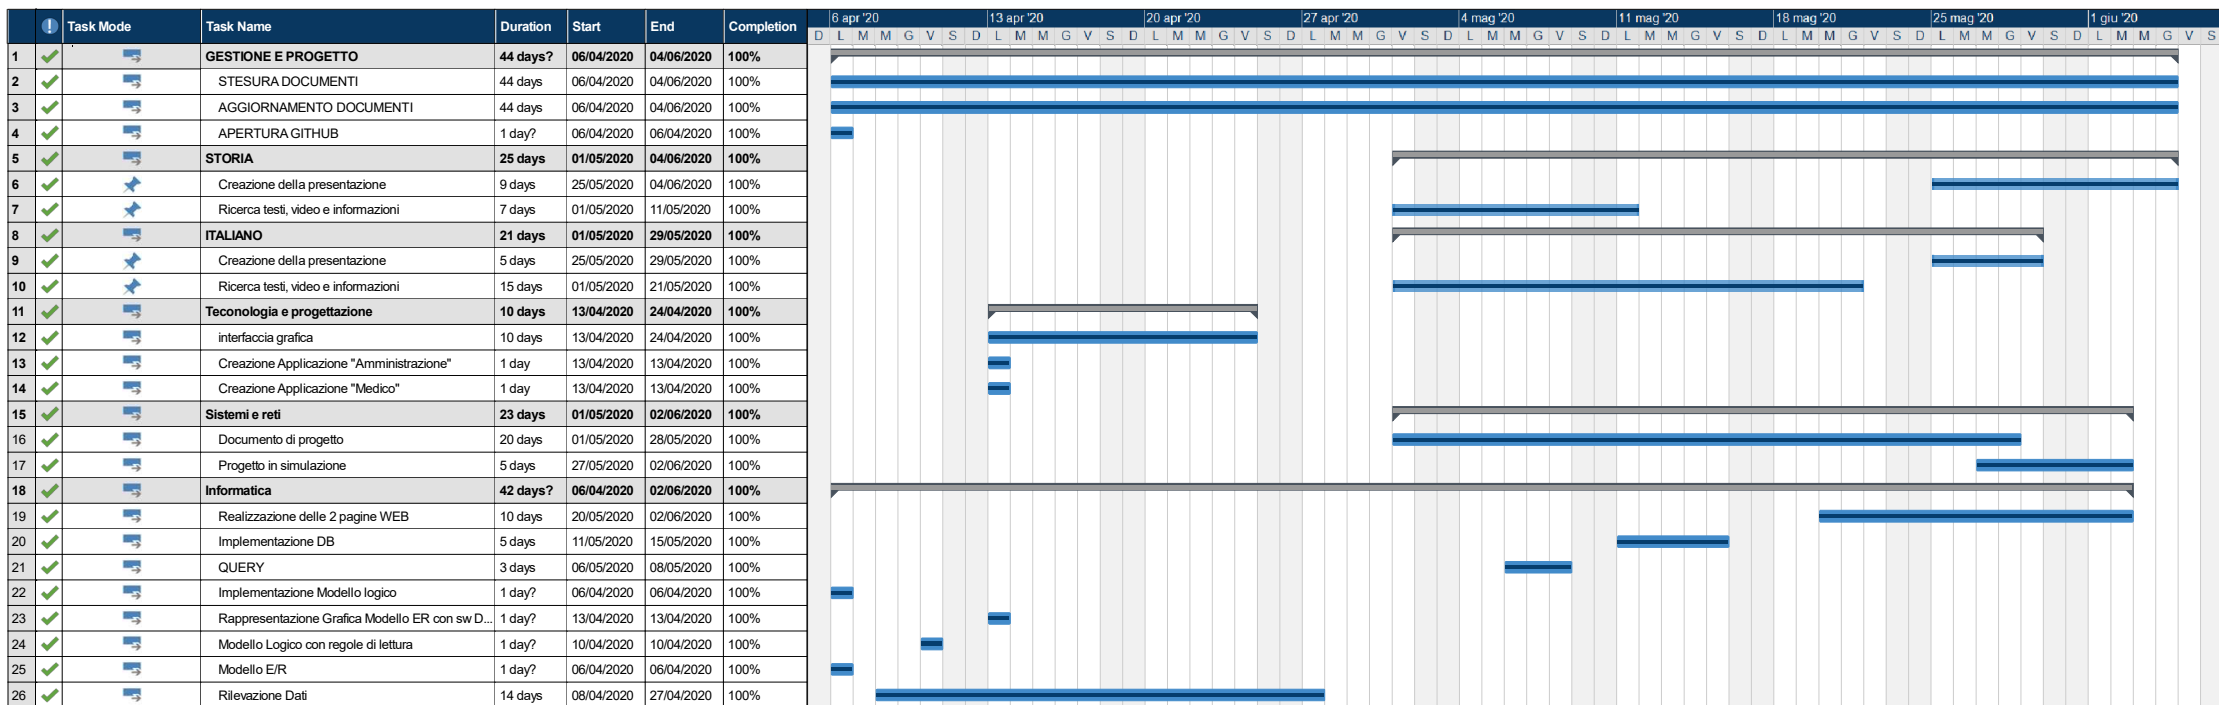 Task Mode Task Name Duration Start End Completion 6 apr '20 13 apr '20 20 apr '20 27 apr '20 4 mag '20 11 mag '20 18 mag '20 25 mag '20 1 giu '20
D L M M G V S D L M M G V S D L M M G V S D L M M G V S D L M M G V S D L M M G V S D L M M G V S D L M M G V S D L M M G V S
1 GESTIONE E PROGETTO 44 days? 06/04/2020 04/06/2020 100%
2 STESURA DOCUMENTI 44 days 06/04/2020 04/06/2020 100%
3 AGGIORNAMENTO DOCUMENTI 44 days 06/04/2020 04/06/2020 100%
4 APERTURA GITHUB 1 day? 06/04/2020 06/04/2020 100%
5 STORIA 25 days 01/05/2020 04/06/2020 100%
6 Creazione della presentazione 9 days 25/05/2020 04/06/2020 100%
7 Ricerca testi, video e informazioni 7 days 01/05/2020 11/05/2020 100%
8 ITALIANO 21 days 01/05/2020 29/05/2020 100%
9 Creazione della presentazione 5 days 25/05/2020 29/05/2020 100%
10 Ricerca testi, video e informazioni 15 days 01/05/2020 21/05/2020 100%
11 Teconologia e progettazione 10 days 13/04/2020 24/04/2020 100%
12 interfaccia grafica 10 days 13/04/2020 24/04/2020 100%
13 Creazione Applicazione "Amministrazione" 1 day 13/04/2020 13/04/2020 100%
14 Creazione Applicazione "Medico" 1 day 13/04/2020 13/04/2020 100%
15 Sistemi e reti 23 days 01/05/2020 02/06/2020 100%
16 Documento di progetto 20 days 01/05/2020 28/05/2020 100%
17 Progetto in simulazione 5 days 27/05/2020 02/06/2020 100%
18 Informatica 42 days? 06/04/2020 02/06/2020 100%
19 Realizzazione delle 2 pagine WEB 10 days 20/05/2020 02/06/2020 100%
20 Implementazione DB 5 days 11/05/2020 15/05/2020 100%
21 QUERY 3 days 06/05/2020 08/05/2020 100%
22 Implementazione Modello logico 1 day? 06/04/2020 06/04/2020 100%
23 Rappresentazione Grafica Modello ER con sw D... 1 day? 13/04/2020 13/04/2020 100%
24 Modello Logico con regole di lettura 1 day? 10/04/2020 10/04/2020 100%
25 Modello E/R 1 day? 06/04/2020 06/04/2020 100%
26 Rilevazione Dati 14 days 08/04/2020 27/04/2020 100%